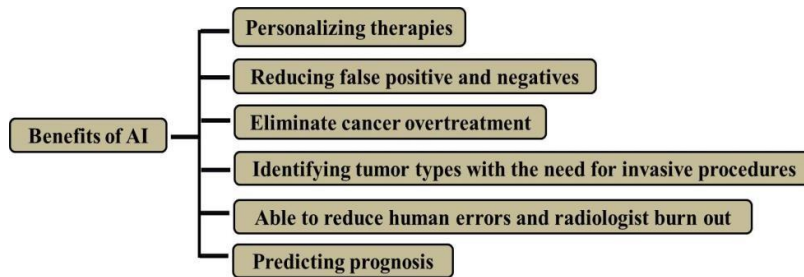 Personalizing therapies
Reducing false positive and negatives
Eliminate cancer overtreatment
Benefits of AI
Identifying tumor types with the need for invasive procedures
Able to reduce human errors and radiologist burn out
Predicting prognosis